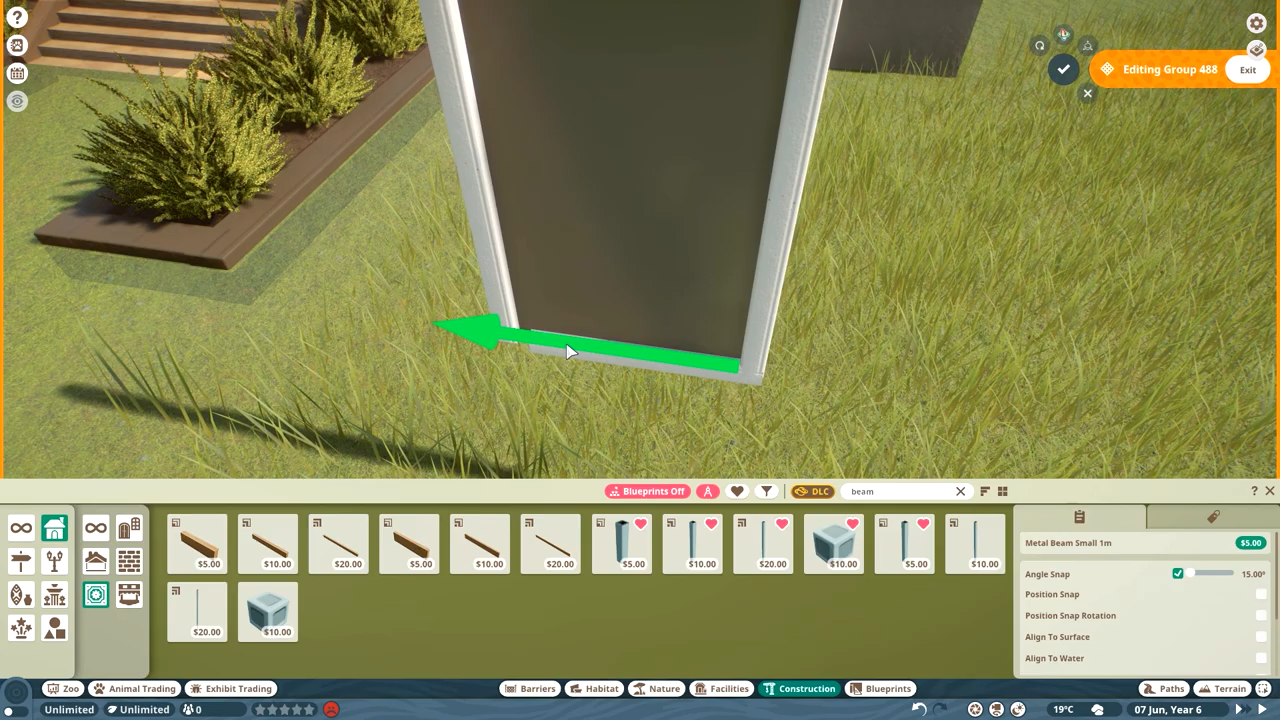 ?
Editing Group 488 Exit
Blueprints Off DLC beam ?
$5.00 $10.00 $20.00 $5.00 $10.00 $20.00 $5.00 $10.00 $20.00 $10.00 $5.00 $10.00
$20.00 $10.00
Metal Beam Small 1m $5.00
Angle Snap 15.00°
Position Snap
Position Snap Rotation
Align To Surface
Align To Water
Zoo Animal Trading Exhibit Trading Barriers Habitat Nature Facilities Construction Blueprints Paths Terrain
Unlimited Unlimited 0 19°C 07 Jun, Year 6